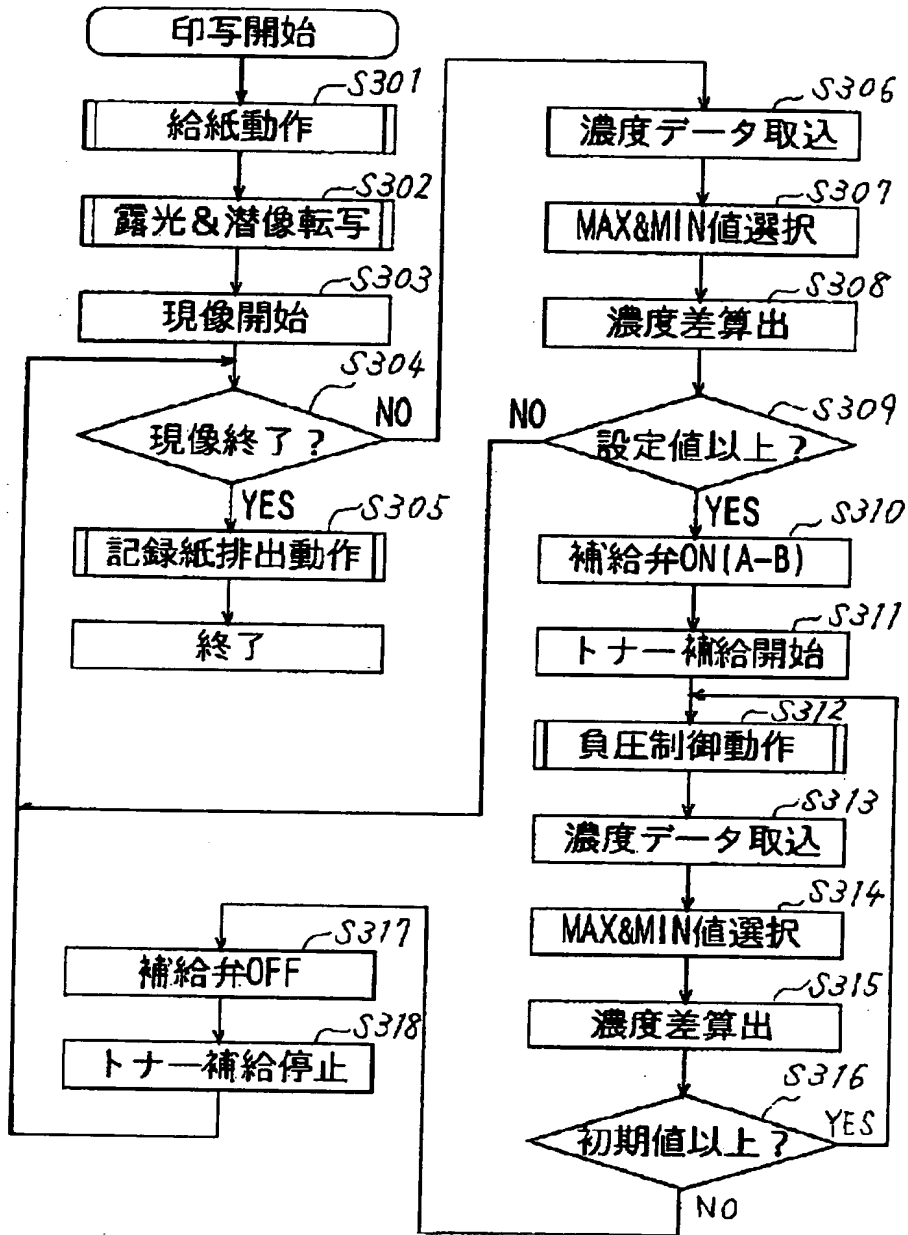 印写開始
S301
給紙動作
S302
露光&潜像転写
S303
現像開始
S304
現像終了?
NO
YES
S305
記録紙排出動作
終了
S306
濃度データ取込
S307
MAX&MIN値選択
S308
濃度差算出
S309
設定値以上?
NO
YES
S310
補給弁ON(A-B)
S311
トナー補給開始
S312
負圧制御動作
S313
濃度データ取込
S314
MAX&MIN値選択
S315
濃度差算出
S316
初期値以上?
YES
NO
S317
補給弁OFF
S318
トナー補給停止